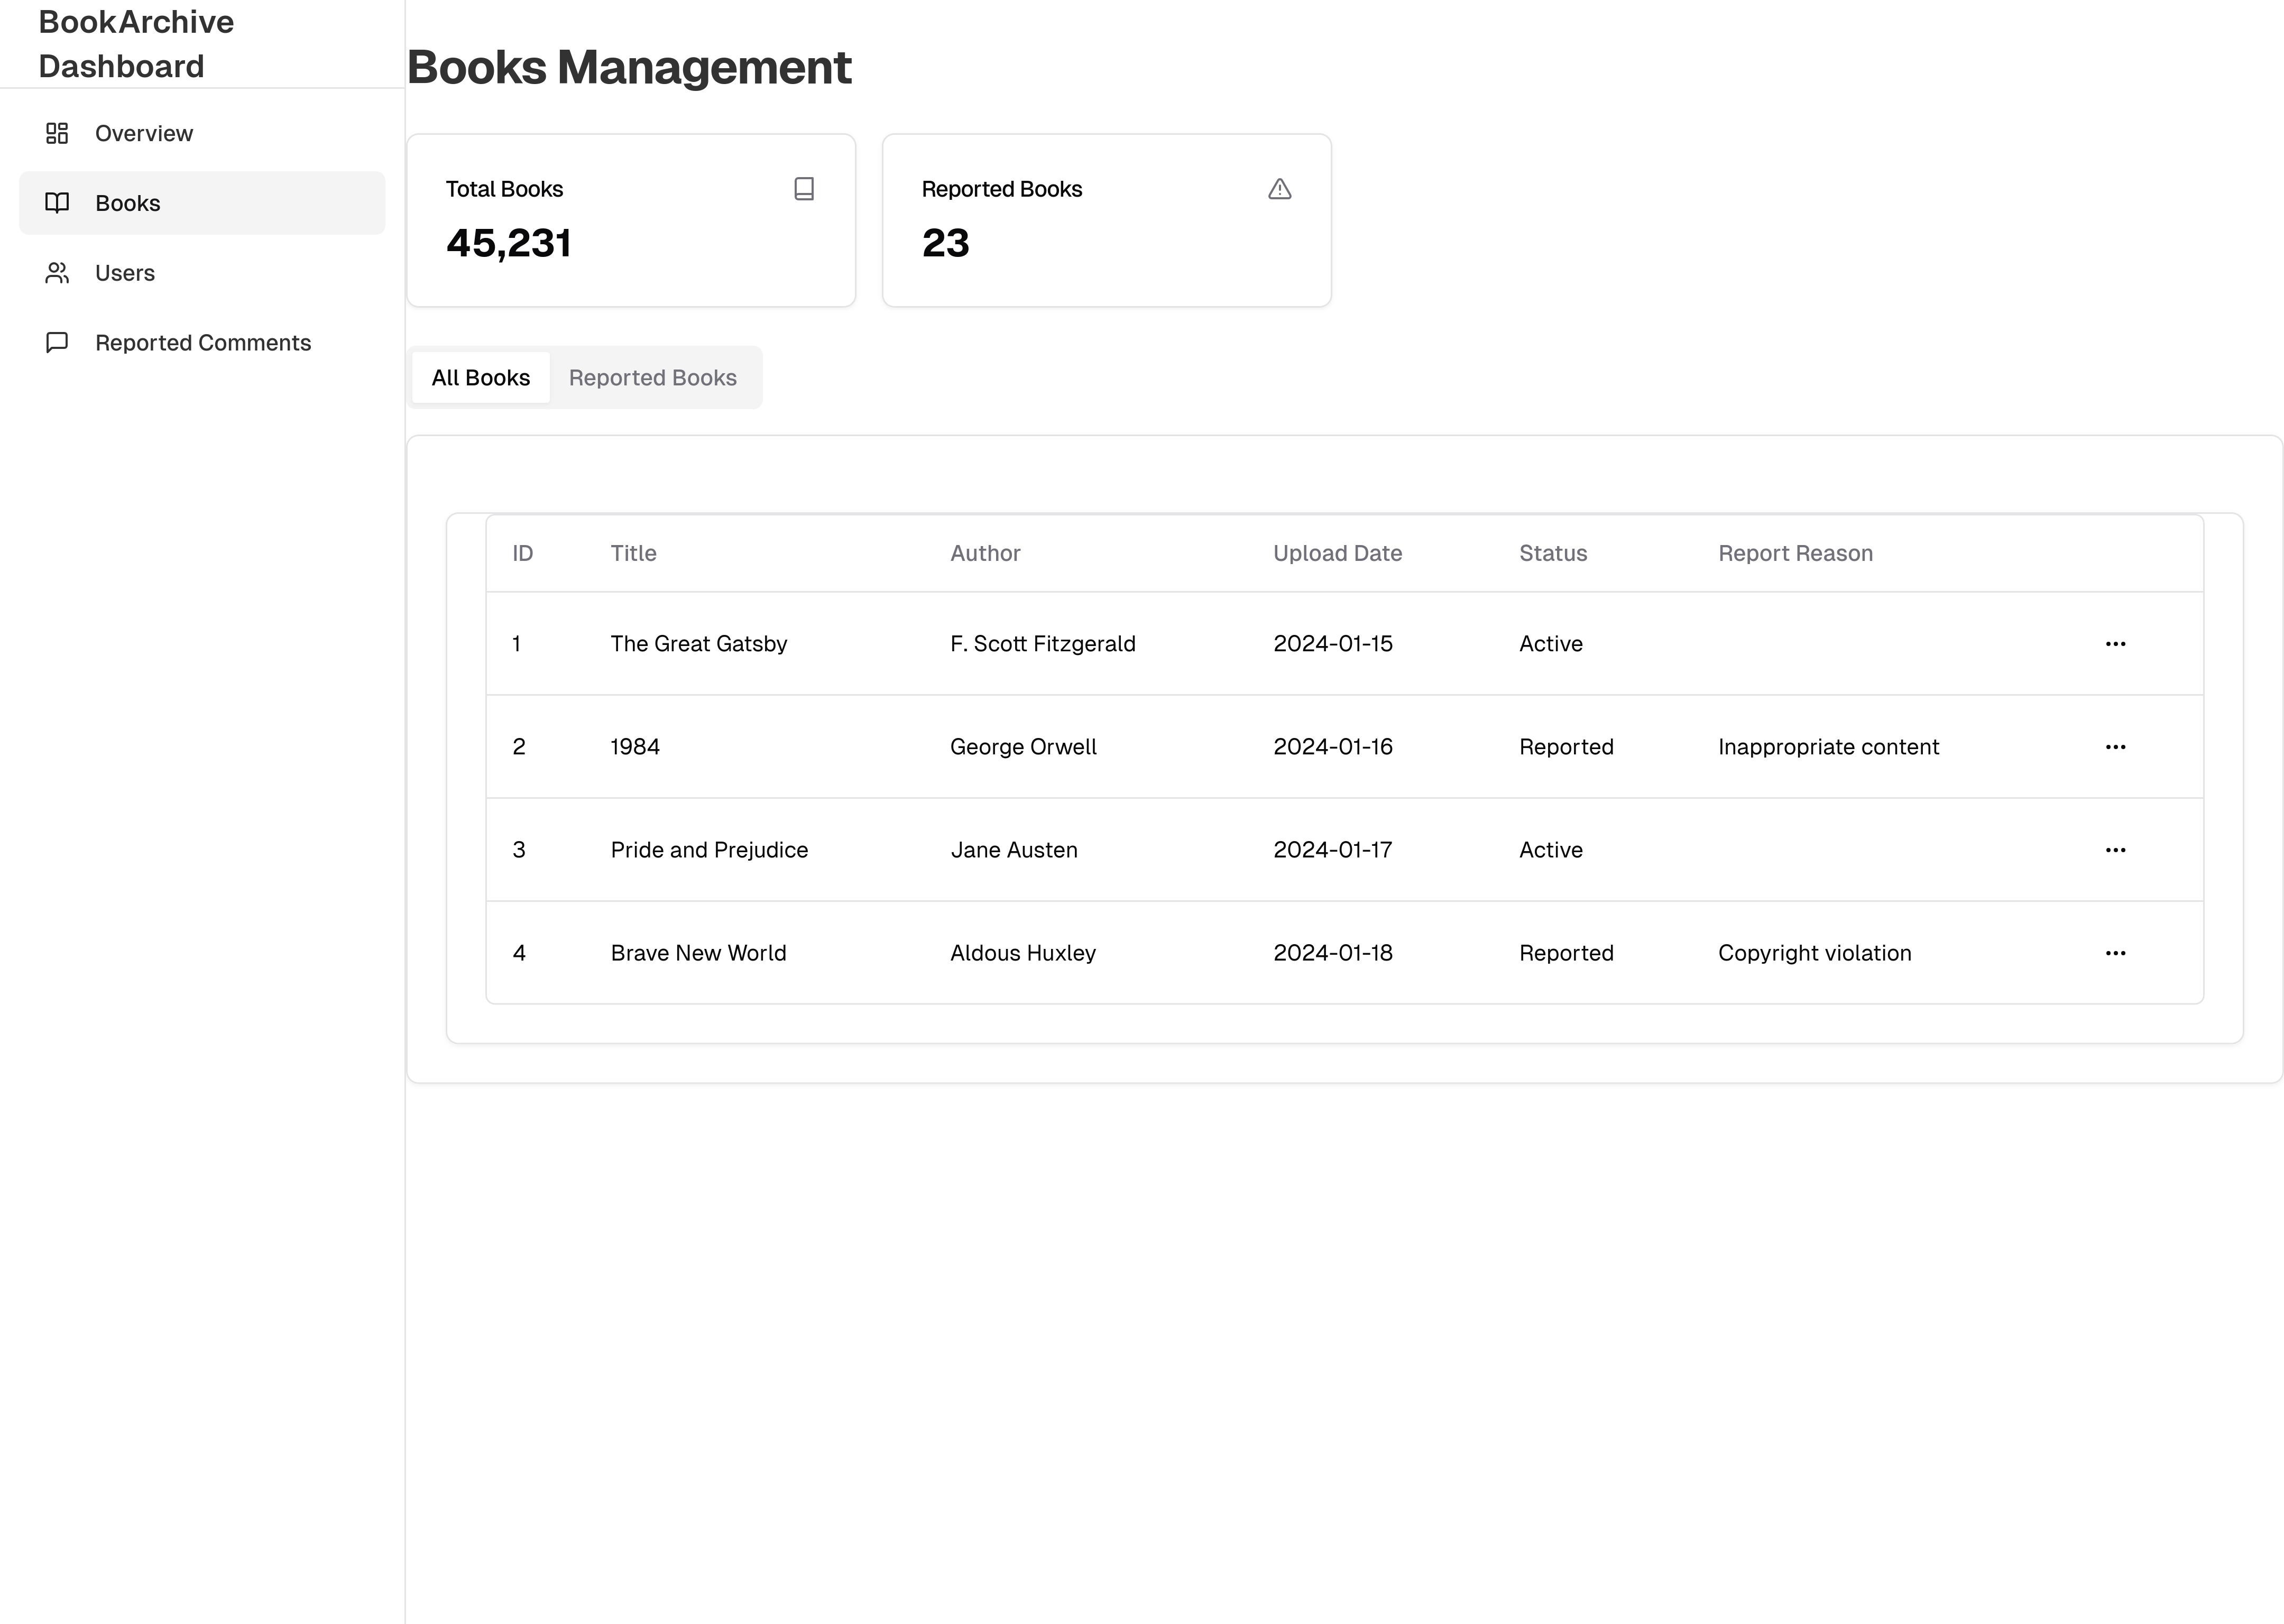 BookArchive
Dashboard
Overview
Books
Users
Reported Comments
Books Management
Total Books
45,231
Reported Books
23
All Books Reported Books
ID Title Author Upload Date Status Report Reason
1 The Great Gatsby F. Scott Fitzgerald 2024-01-15 Active
2 1984 George Orwell 2024-01-16 Reported Inappropriate content
3 Pride and Prejudice Jane Austen 2024-01-17 Active
4 Brave New World Aldous Huxley 2024-01-18 Reported Copyright violation